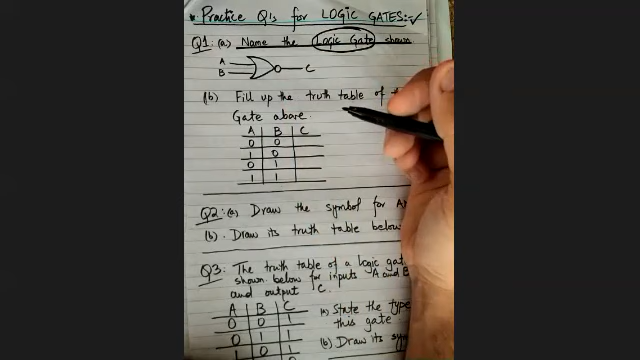 Practice Q's for LOGIC GATES:-
Q1: (a) Name the Logic Gate shown
A
B
C
(b) Fill up the truth table of
Gate above.
A B C
0 0
1 0
0 1
1 1
Q2: (a) Draw the symbol for
(b). Draw its truth table below
Q3: The truth table of a logic gate
shown below for inputs A and B
and output C.
A B C
0 0 1
0 1 1
1 0 1
(a) State the type
this gate
(b) Draw its